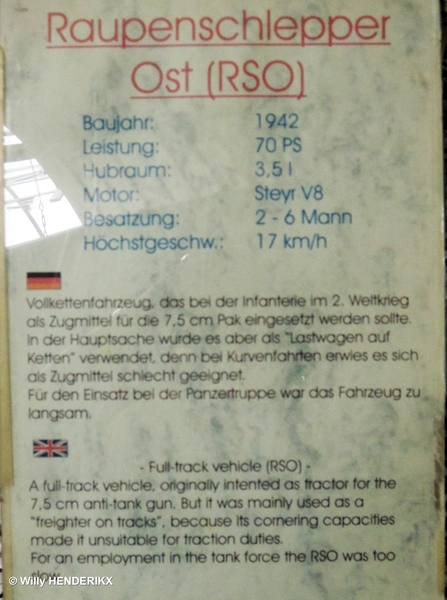 Raupenschlepper
Ost (RSO)
Baujahr: 1942
Leistung: 70 PS
Hubraum: 3,5 l
Motor: Steyr V8
Besatzung: 2 - 6 Mann
Höchstgeschw.: 17 km/h
Vollkettenfahrzeug, das bei der Infanterie im 2. Weltkrieg
als Zugmittel für die 7,5 cm Pak eingesetzt werden sollte.
In der Hauptsache wurde es aber als "Lastwagen auf
Ketten" verwendet, denn bei Kurvenfahrten erwies es sich
als Zugmittel schlecht geeignet.
Für den Einsatz bei der Panzertruppe war das Fahrzeug zu
langsam.
- Full-track vehicle (RSO) -
A full-track vehicle, originally intented as tractor for the
7,5 cm anti-tank gun. But it was mainly used as a
"freighter on tracks", because its cornering capacities
made it unsuitable for traction duties.
For an employment in the tank force the RSO was too
slow.
© Willy HENDERIKX